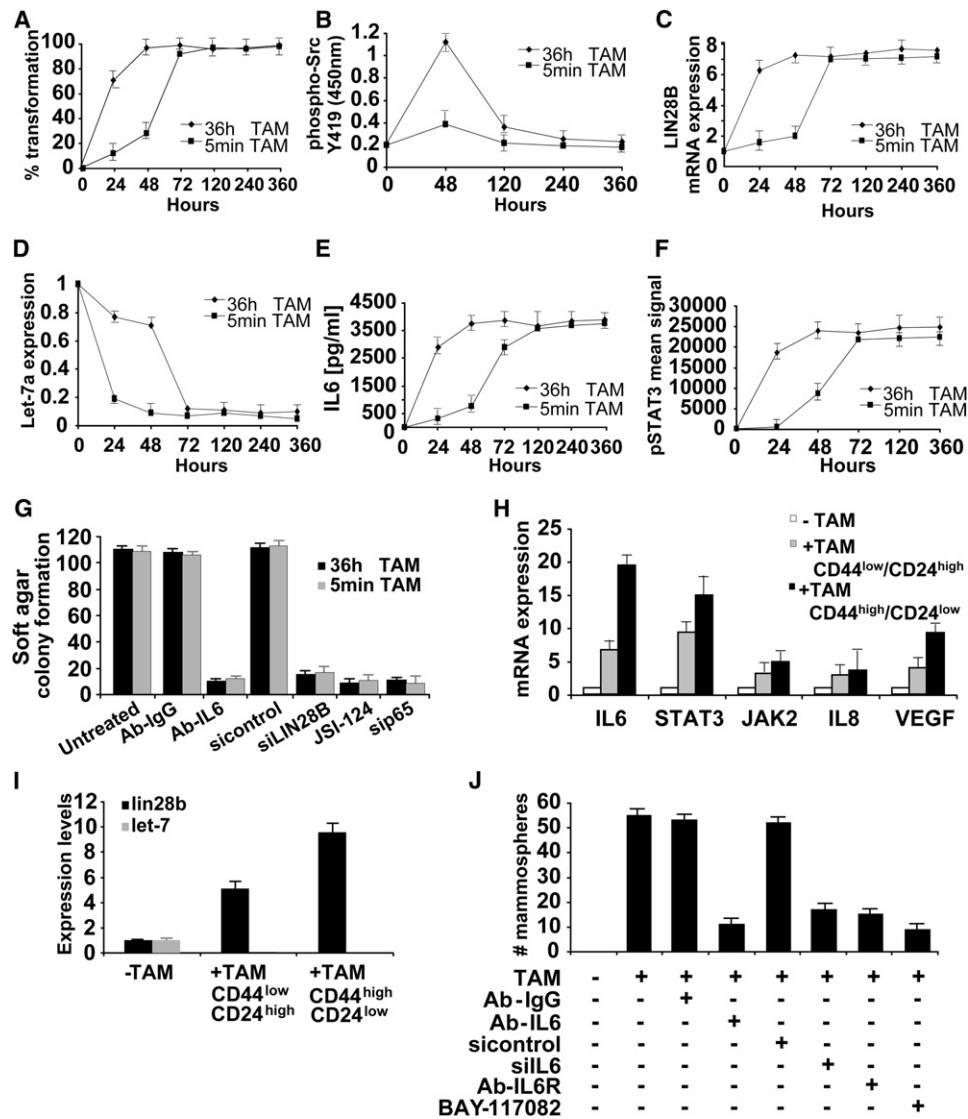 A
% transformation
100
80
60
40
20
0
36h TAM
5min TAM
0 24 48 72 120 240 360
Hours
B
phospho-Src
Y419 (450nm)
1.2
1
0.8
0.6
0.4
0.2
0
36h TAM
5min TAM
0 48 120 240 360
Hours
C
LIN28B
mRNA expression
8
6
4
2
0
36h TAM
5min TAM
0 24 48 72 120 240 360
Hours
D
Let-7a expression
1
0.8
0.6
0.4
0.2
0
36h TAM
5min TAM
0 24 48 72 120 240 360
Hours
E
IL6 [pg/ml]
4500
3500
2500
1500
500
0
36h TAM
5min TAM
0 24 48 72 120 240 360
Hours
F
pSTAT3 mean signal
30000
25000
20000
15000
10000
5000
0
36h TAM
5min TAM
0 24 48 72 120 240 360
Hours
G
Soft agar
colony formation
120
100
80
60
40
20
0
36h TAM
5min TAM
Untreated
Ab-IgG
Ab-IL6
sicontrol
siLIN28B
JSI-124
sip65
H
mRNA expression
25
20
15
10
5
0
- TAM
+TAM
CD44low/CD24high
+TAM
CD44high/CD24low
IL6 STAT3 JAK2 IL8 VEGF
I
Expression levels
12
10
8
6
4
2
0
lin28b
let-7
-TAM +TAM +TAM
CD44low CD44high
CD24high CD24low
J
# mammospheres
60
50
40
30
20
10
0
TAM - + + + + + + +
Ab-IgG - - + - - - - -
Ab-IL6 - - - + - - - -
sicontrol - - - - + - - -
siIL6 - - - - - + - -
Ab-IL6R - - - - - - + -
BAY-117082 - - - - - - - +